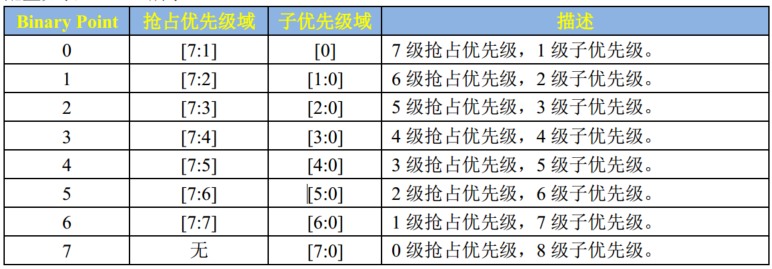 Binary Point 抢占优先级域 子优先级域 描述
0 [7:1] [0] 7 级抢占优先级，1 级子优先级。
1 [7:2] [1:0] 6 级抢占优先级，2 级子优先级。
2 [7:3] [2:0] 5 级抢占优先级，3 级子优先级。
3 [7:4] [3:0] 4 级抢占优先级，4 级子优先级。
4 [7:5] [4:0] 3 级抢占优先级，5 级子优先级。
5 [7:6] [5:0] 2 级抢占优先级，6 级子优先级。
6 [7:7] [6:0] 1 级抢占优先级，7 级子优先级。
7 无 [7:0] 0 级抢占优先级，8 级子优先级。